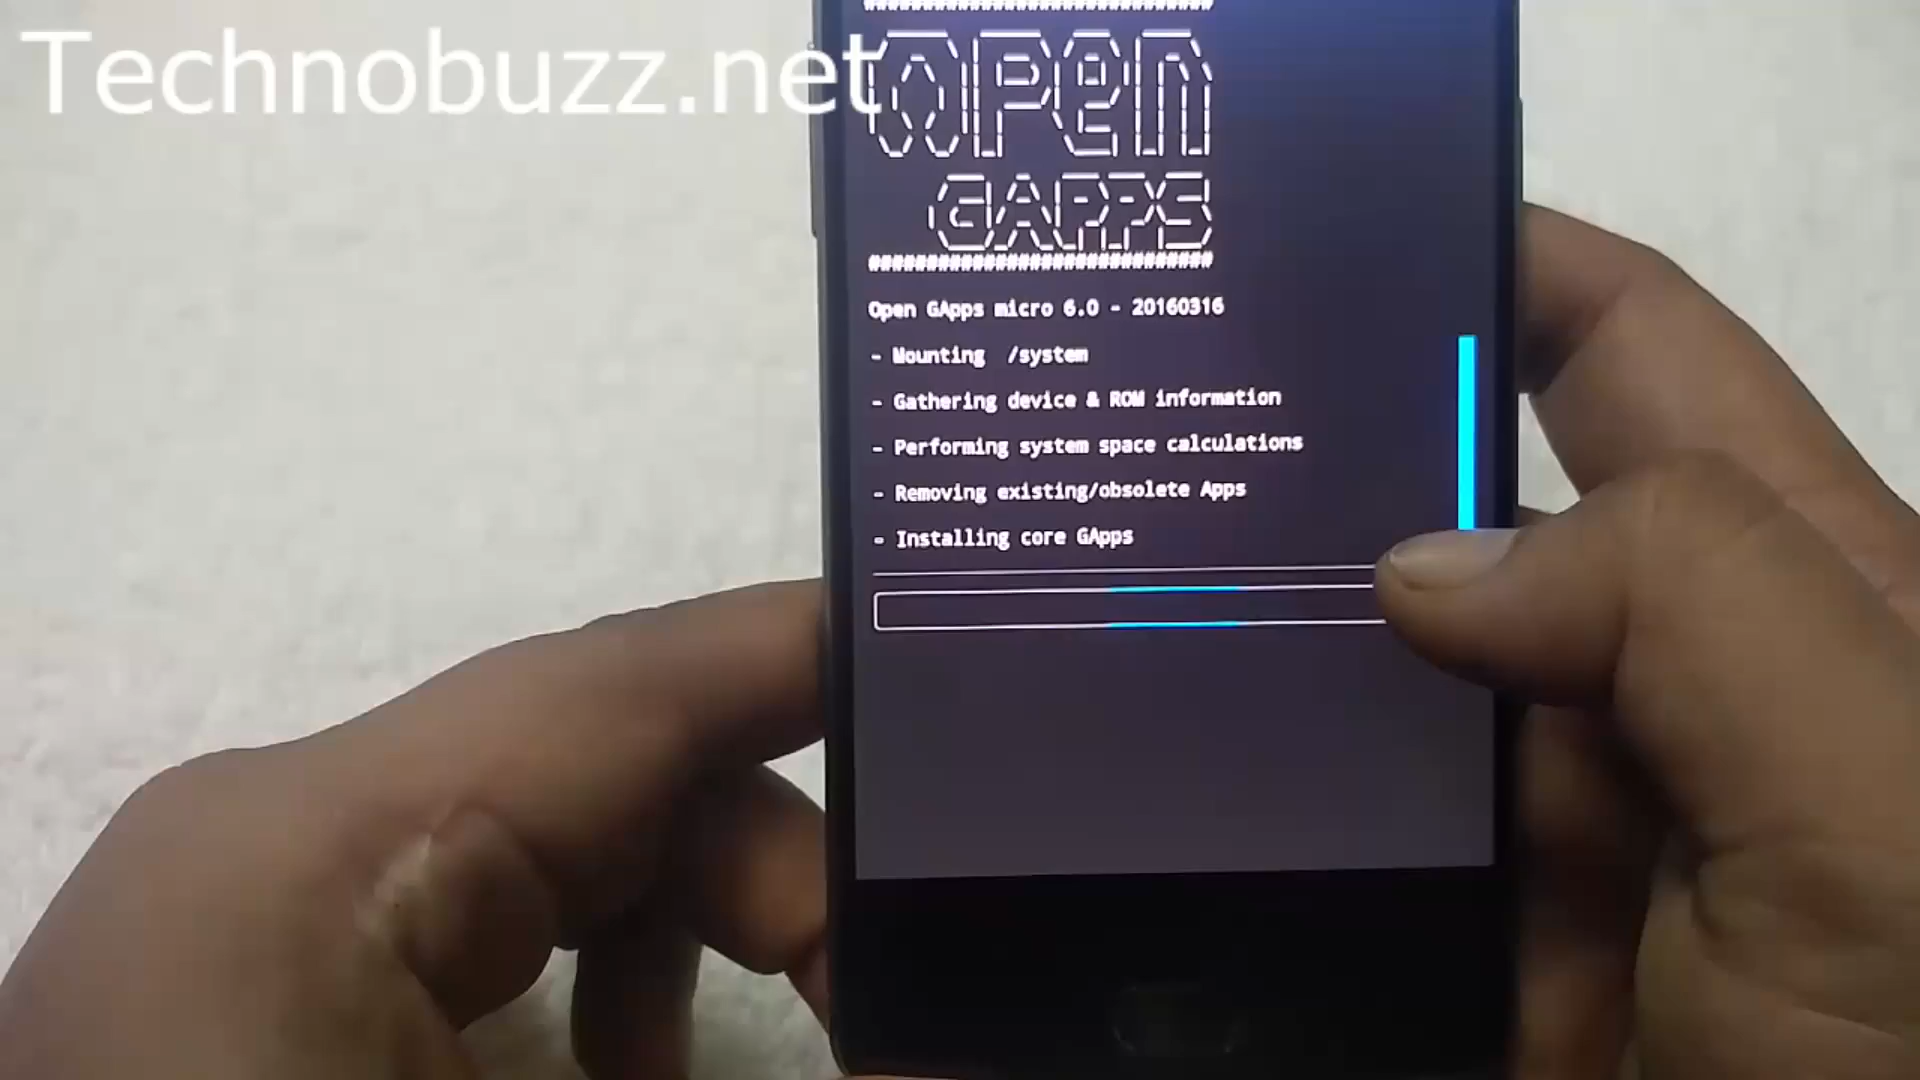 Technobuzz.net
##############################
OPEN
GAPPS
##############################
Open GApps micro 6.0 - 20160316
- Mounting  /system
- Gathering device & ROM information
- Performing system space calculations
- Removing existing/obsolete Apps
- Installing core GApps